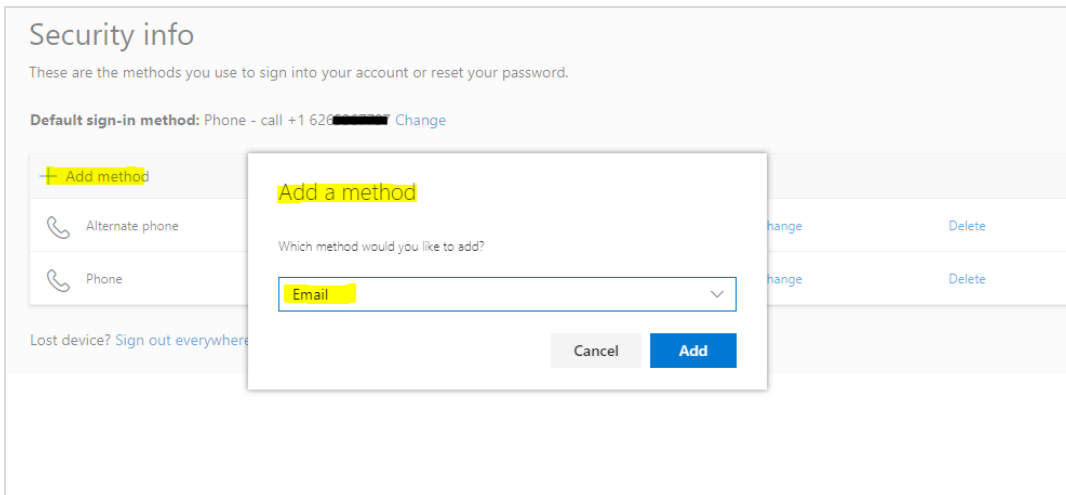 Security info
These are the methods you use to sign into your account or reset your password.
Default sign-in method: Phone - call +1 626 Change
+ Add method
Add a method
Which method would you like to add?
Email
Cancel Add
Alternate phone hange Delete
Phone hange Delete
Lost device? Sign out everywhere